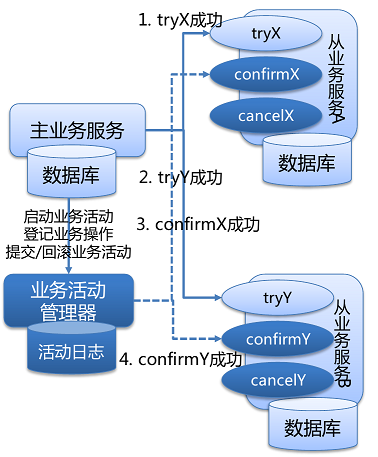 1. tryX成功
tryX
confirmX
cancelX
从业务服务A
数据库
主业务服务
数据库
2. tryY成功
启动业务活动
登记业务操作
提交/回滚业务活动
3. confirmX成功
业务活动
管理器
活动日志
4. confirmY成功
tryY
confirmY
cancelY
从业务服务B
数据库